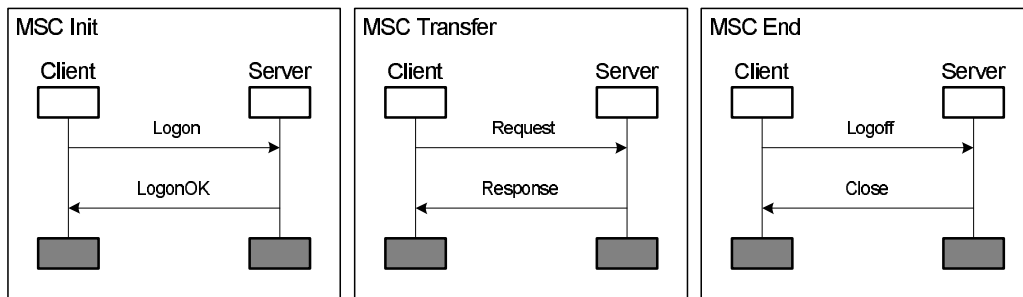 MSC Init
Client
Server
Logon
LogonOK
MSC Transfer
Client
Server
Request
Response
MSC End
Client
Server
Logoff
Close